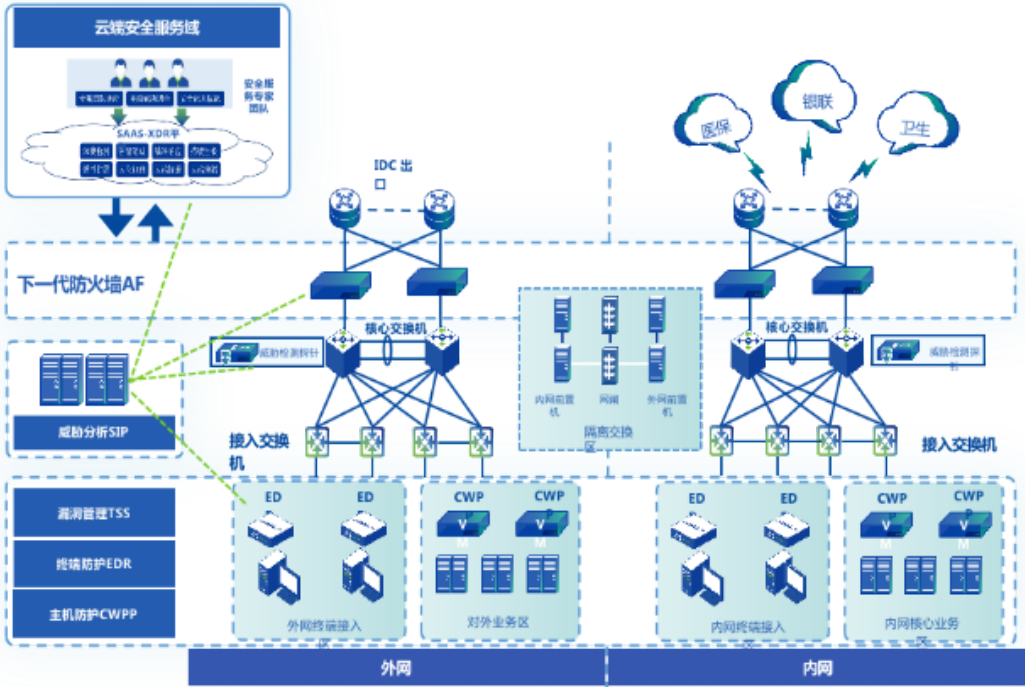 云端安全服务域
安全服
务专家
团队
SAAS-XDR平
IDC 出
口
医保
银联
卫生
下一代防火墙AF
核心交换机
核心交换机
威胁检测探针
威胁检测探
威胁分析SIP
内网前置
机
网闸
外网前置
机
隔离交换
区
接入交换
机
接入交换机
漏洞管理TSS
终端防护EDR
主机防护CWPP
ED
ED
CWP
P
CWP
P
V
M
V
外网终端接入
区
对外业务区
ED
ED
CWP
P
CWP
P
V
M
V
内网终端接入
区
内网核心业务
区
外网
内网